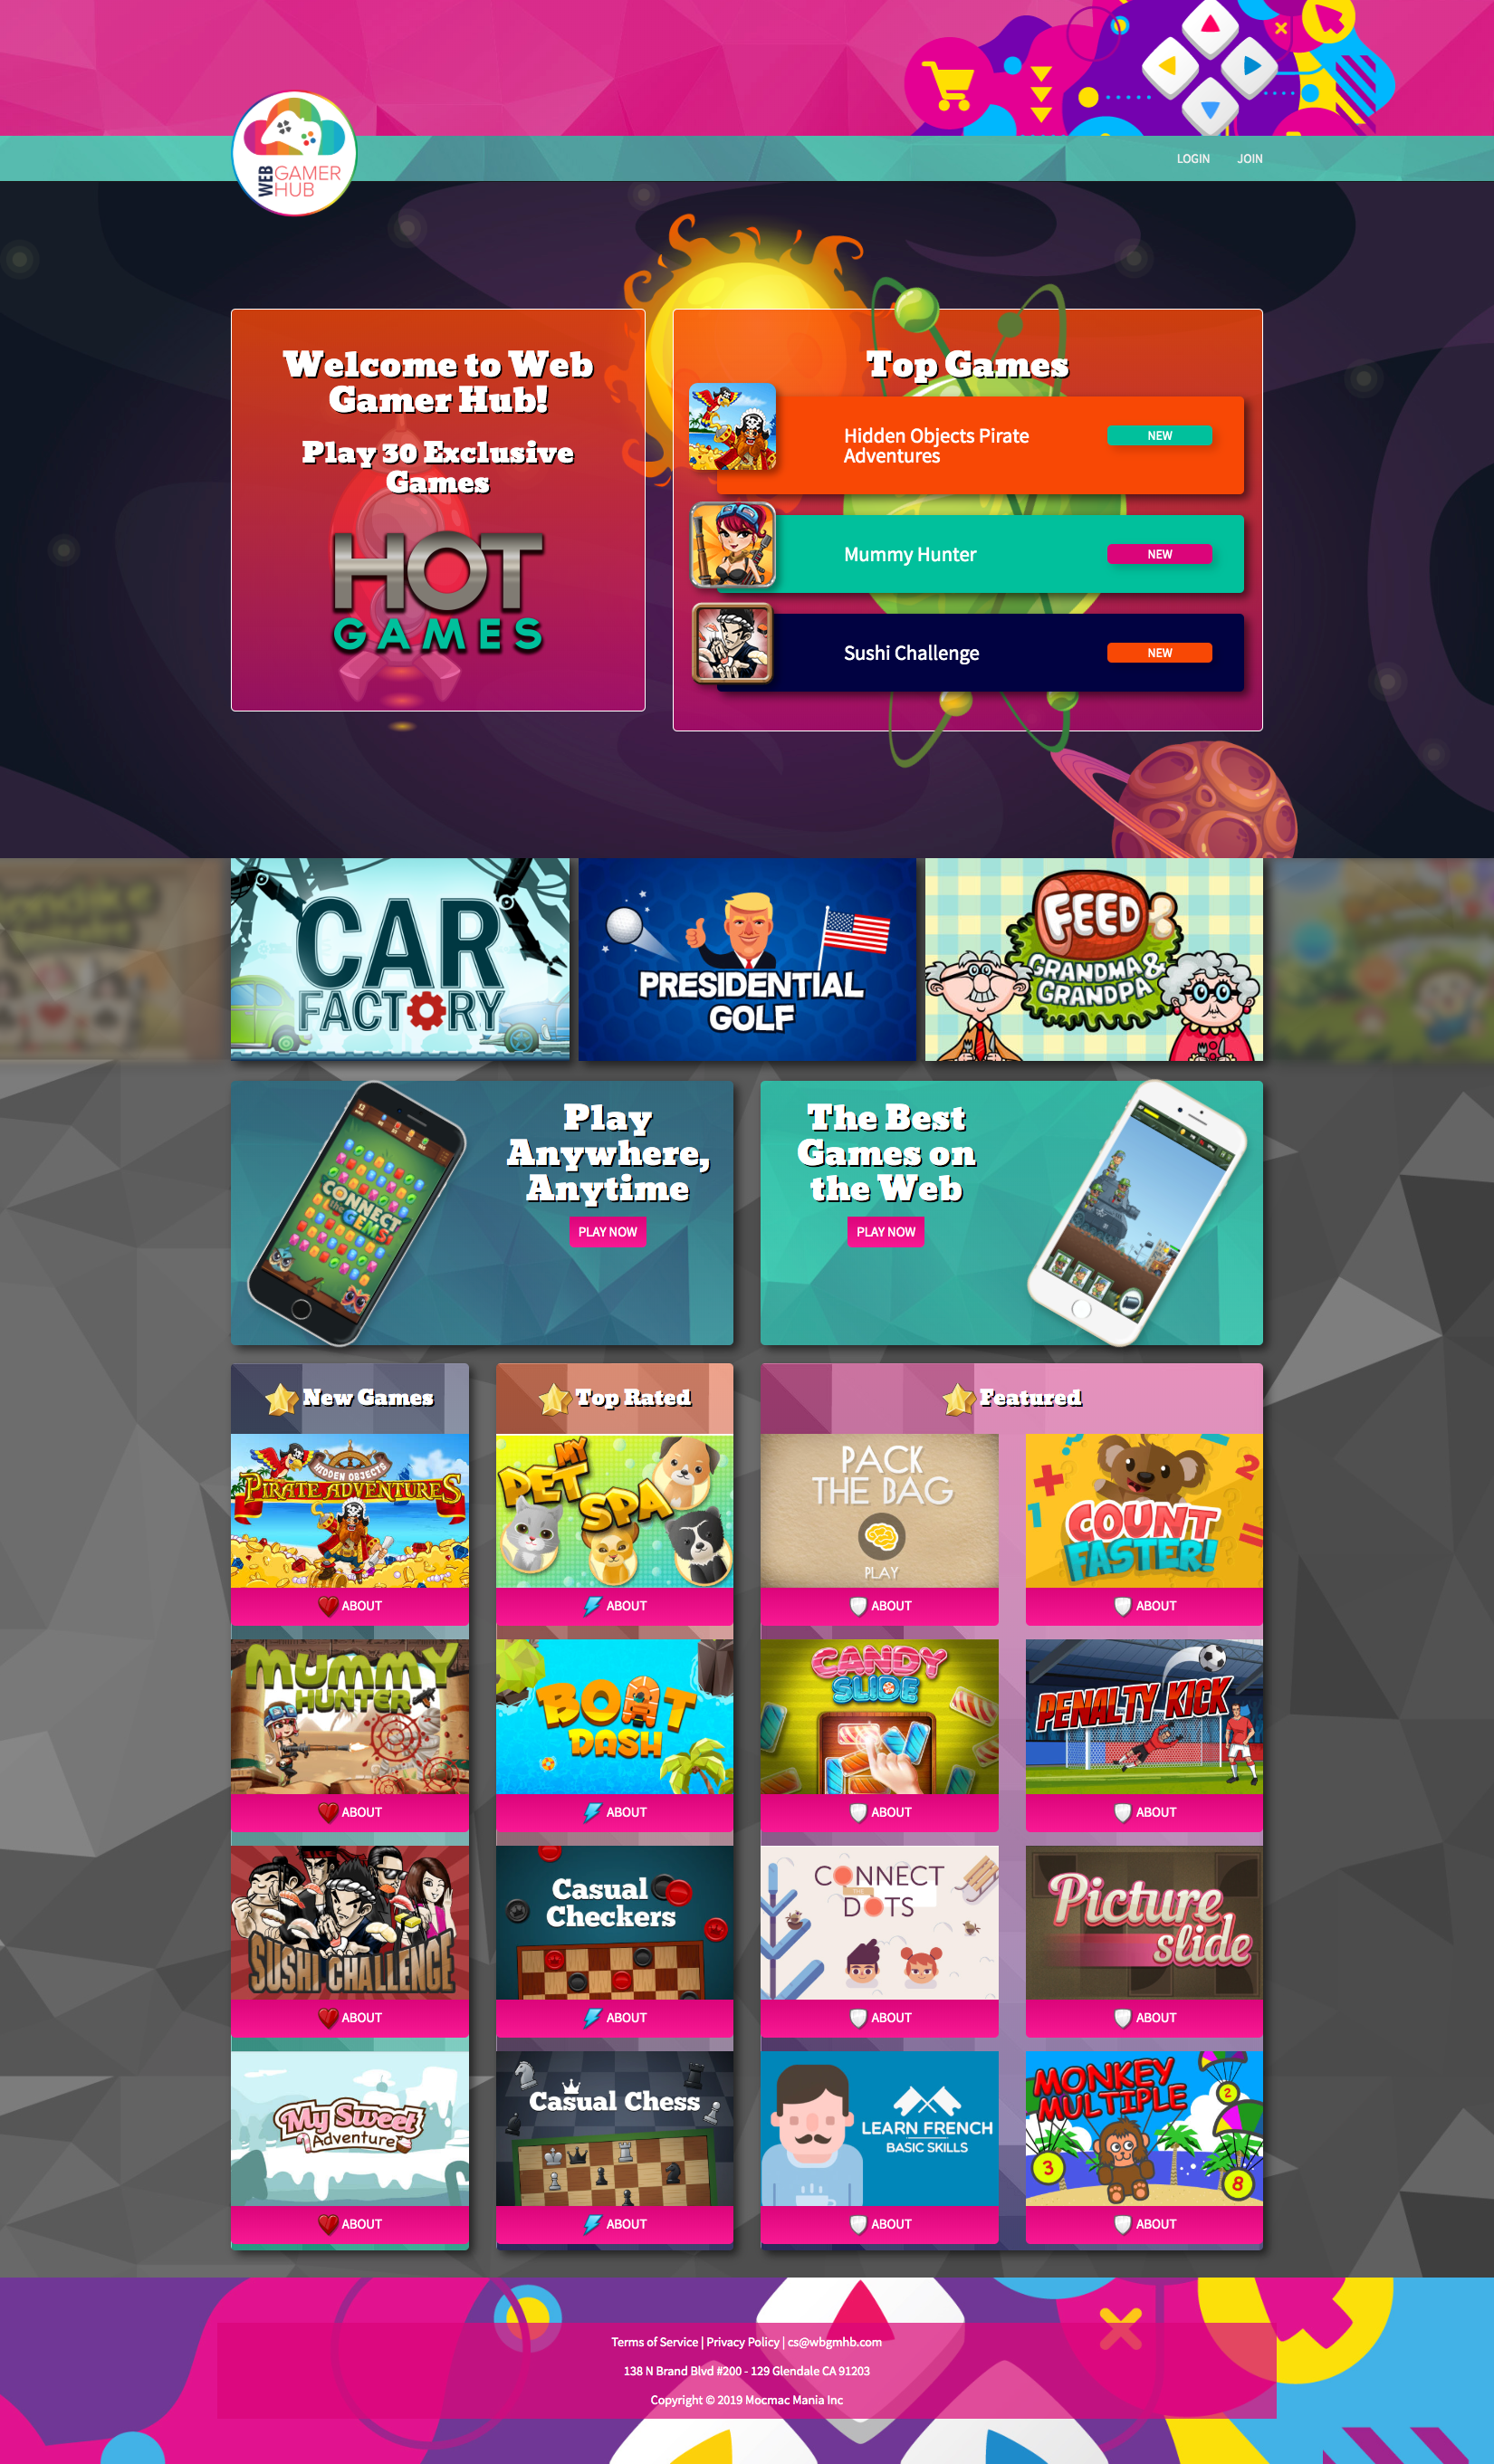 WEB
GAMER
HUB
LOGIN
JOIN
Welcome to Web
Gamer Hub!
Play 30 Exclusive
Games
HOT
GAMES
Top Games
Hidden Objects Pirate
Adventures
NEW
Mummy Hunter
NEW
Sushi Challenge
NEW
CAR
FACTORY
PRESIDENTIAL
GOLF
FEED
GRANDMA &
GRANDPA
CONNECT
the
GEMS!
Play
Anywhere,
Anytime
PLAY NOW
The Best
Games on
the Web
PLAY NOW
New Games
Top Rated
Featured
HIDDEN OBJECTS
PIRATE ADVENTURES
ABOUT
MY
PET
SPA
ABOUT
PACK
THE BAG
PLAY
ABOUT
? + 2 1 =
COUNT
FASTER!
ABOUT
MUMMY
HUNTER
ABOUT
BOAT
DASH
ABOUT
CANDY
SLIDE
ABOUT
PENALTY KICK
ABOUT
SUSHI CHALLENGE
ABOUT
Casual
Checkers
ABOUT
CONNECT
DOTS
ABOUT
Picture
slide
ABOUT
My Sweet
Adventure
ABOUT
Casual Chess
ABOUT
LEARN FRENCH
BASIC SKILLS
ABOUT
MONKEY
MULTIPLE
2
3
8
ABOUT
Terms of Service | Privacy Policy | cs@wbgmhb.com
138 N Brand Blvd #200 - 129 Glendale CA 91203
Copyright © 2019 Mocmac Mania Inc